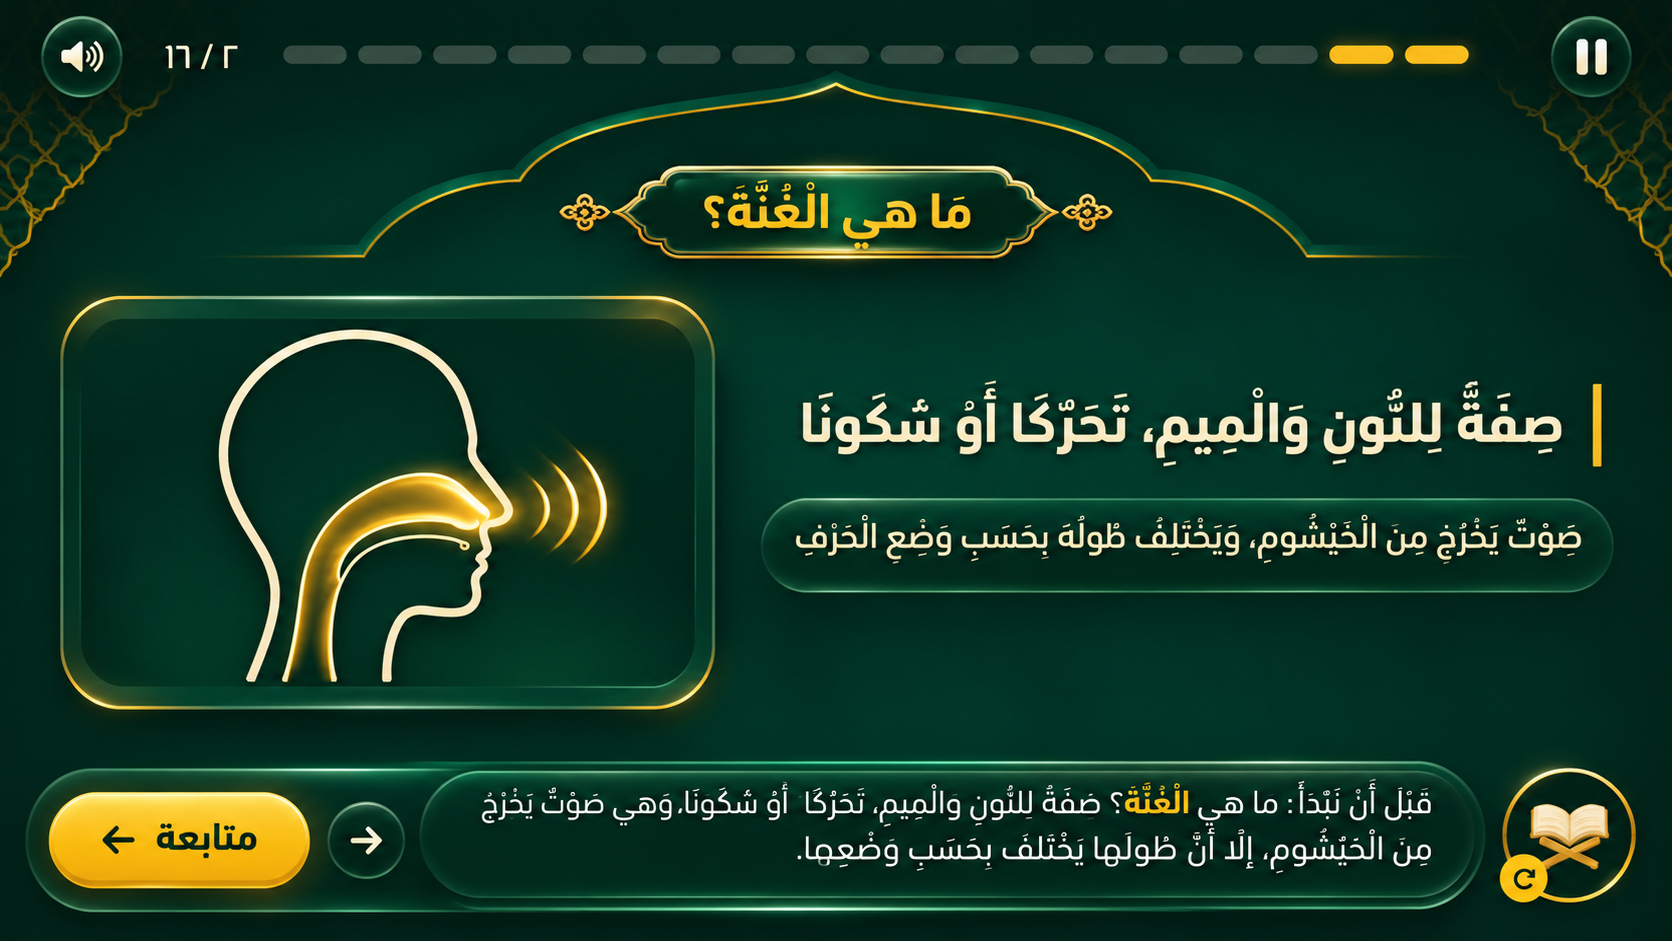 ٢ / ١٦
مَا هي الْغُنَّةَ؟
صِفَةٌ لِلنُّونِ وَالْمِيمِ، تَحَرّكَا أَوْ سُكَونَا
صَوْتٌ يَخْرُجِ مِنَ الْخَيْشُومِ، وَيَخْتَلِفُ طُولُهَ بِحَسَبِ وَضْعِ الْحَرْفِ
قَبْلَ أَنْ نَبْدَأَ: ما هي الْغُنَّةَ؟ صَفَةُ لِلنُّونِ وَالْمِيمِ، تَحَرُكَا أَوْ سُكَونَا، وَهي صَوْتٌ يَخْرُجُ
مِنَ الْحَيْشُومِ، إِلَّا أَنَّ طُولَها يَخْتَلفَ بِحَسَبِ وَضْعِها.
متابعة